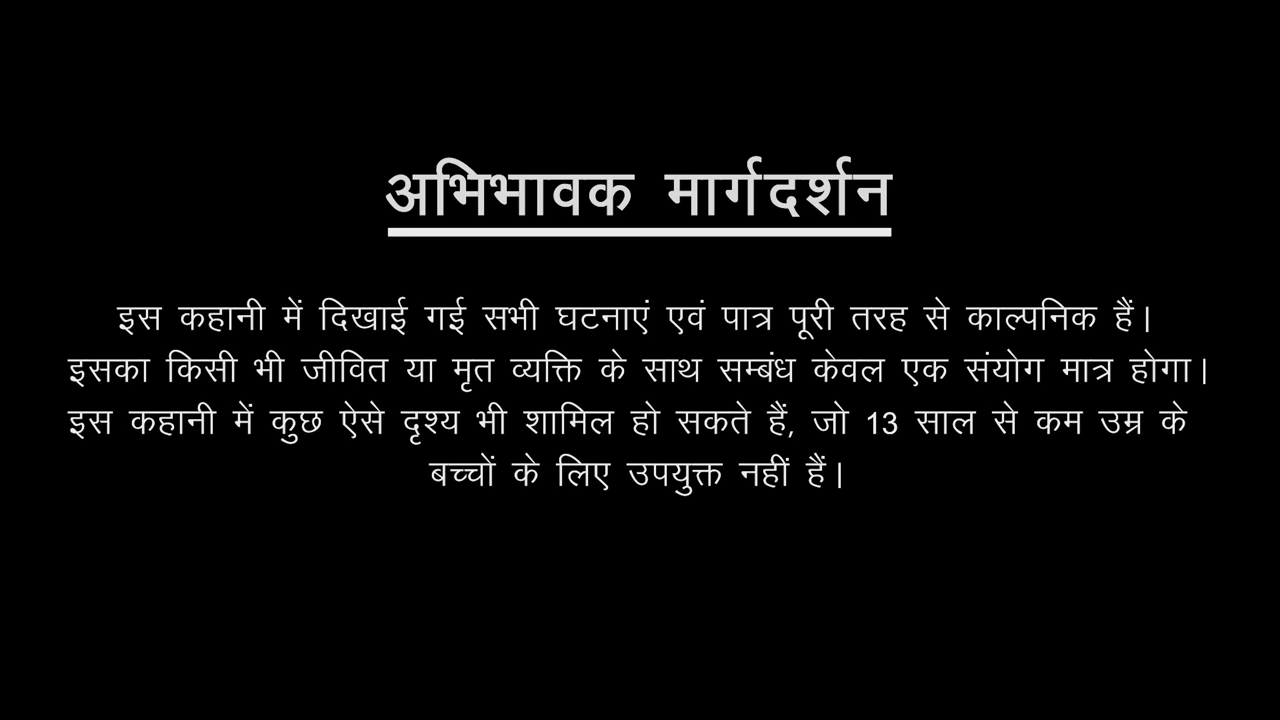 अभिभावक मार्गदर्शन
इस कहानी में दिखाई गई सभी घटनाएं एवं पात्र पूरी तरह से काल्पनिक हैं।
इसका किसी भी जीवित या मृत व्यक्ति के साथ सम्बंध केवल एक संयोग मात्र होगा।
इस कहानी में कुछ ऐसे दृश्य भी शामिल हो सकते हैं, जो 13 साल से कम उम्र के
बच्चों के लिए उपयुक्त नहीं हैं।